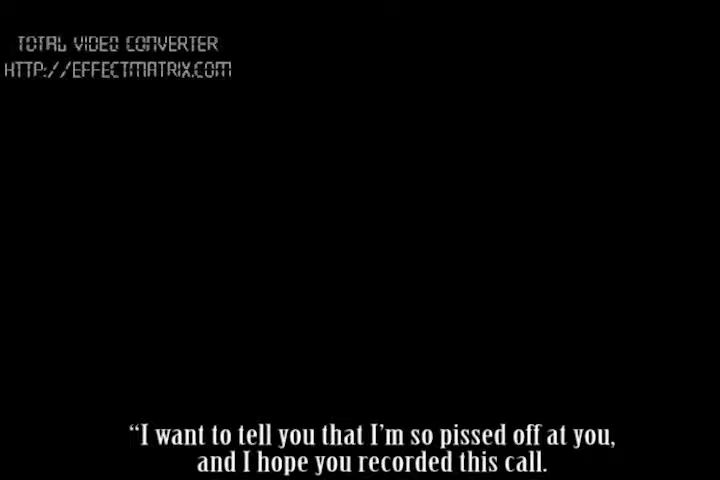 TOTAL VIDEO CONVERTER
HTTP://EFFECTMATRIX.COM
“I want to tell you that I’m so pissed off at you,
and I hope you recorded this call.